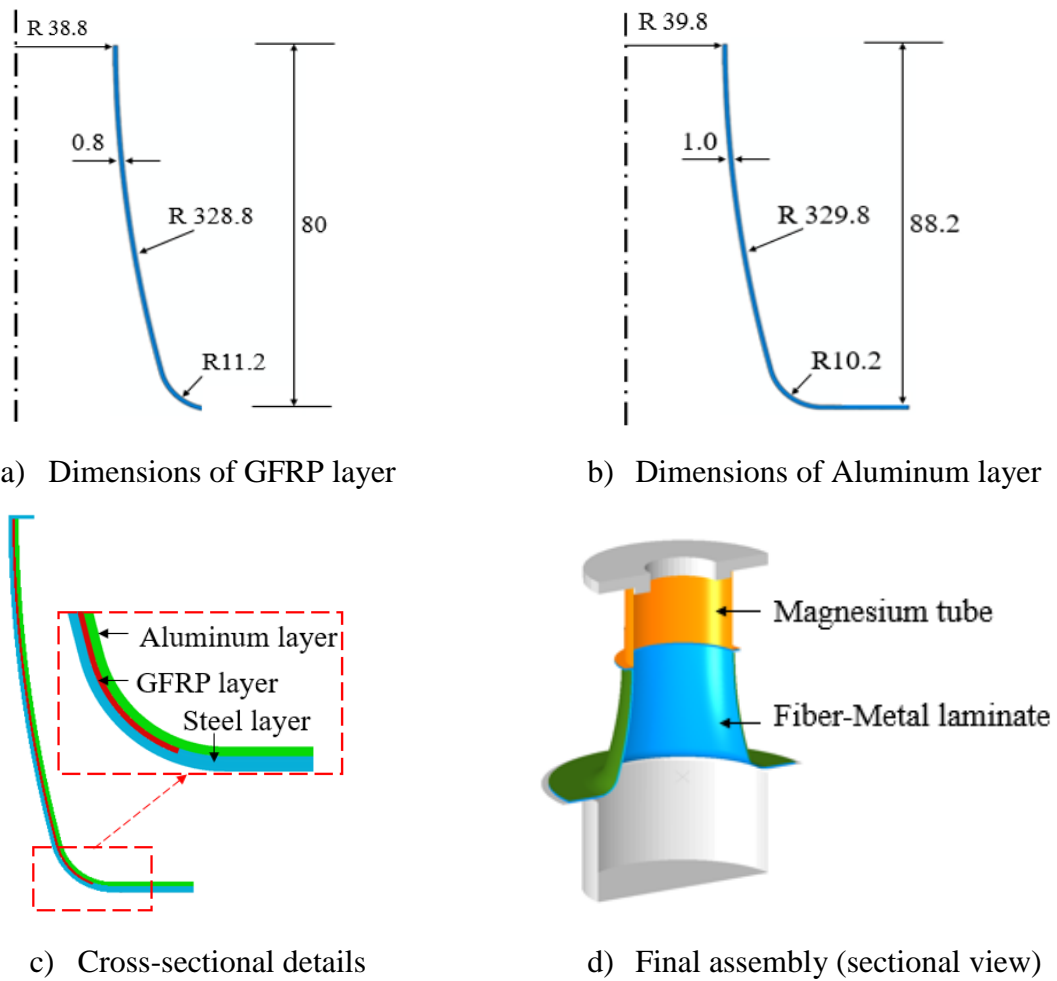 R 38.8
0.8
R 328.8
80
R11.2
a) Dimensions of GFRP layer
R 39.8
1.0
R 329.8
88.2
R10.2
b) Dimensions of Aluminum layer
Aluminum layer
GFRP layer
Steel layer
c) Cross-sectional details
Magnesium tube
Fiber-Metal laminate
d) Final assembly (sectional view)